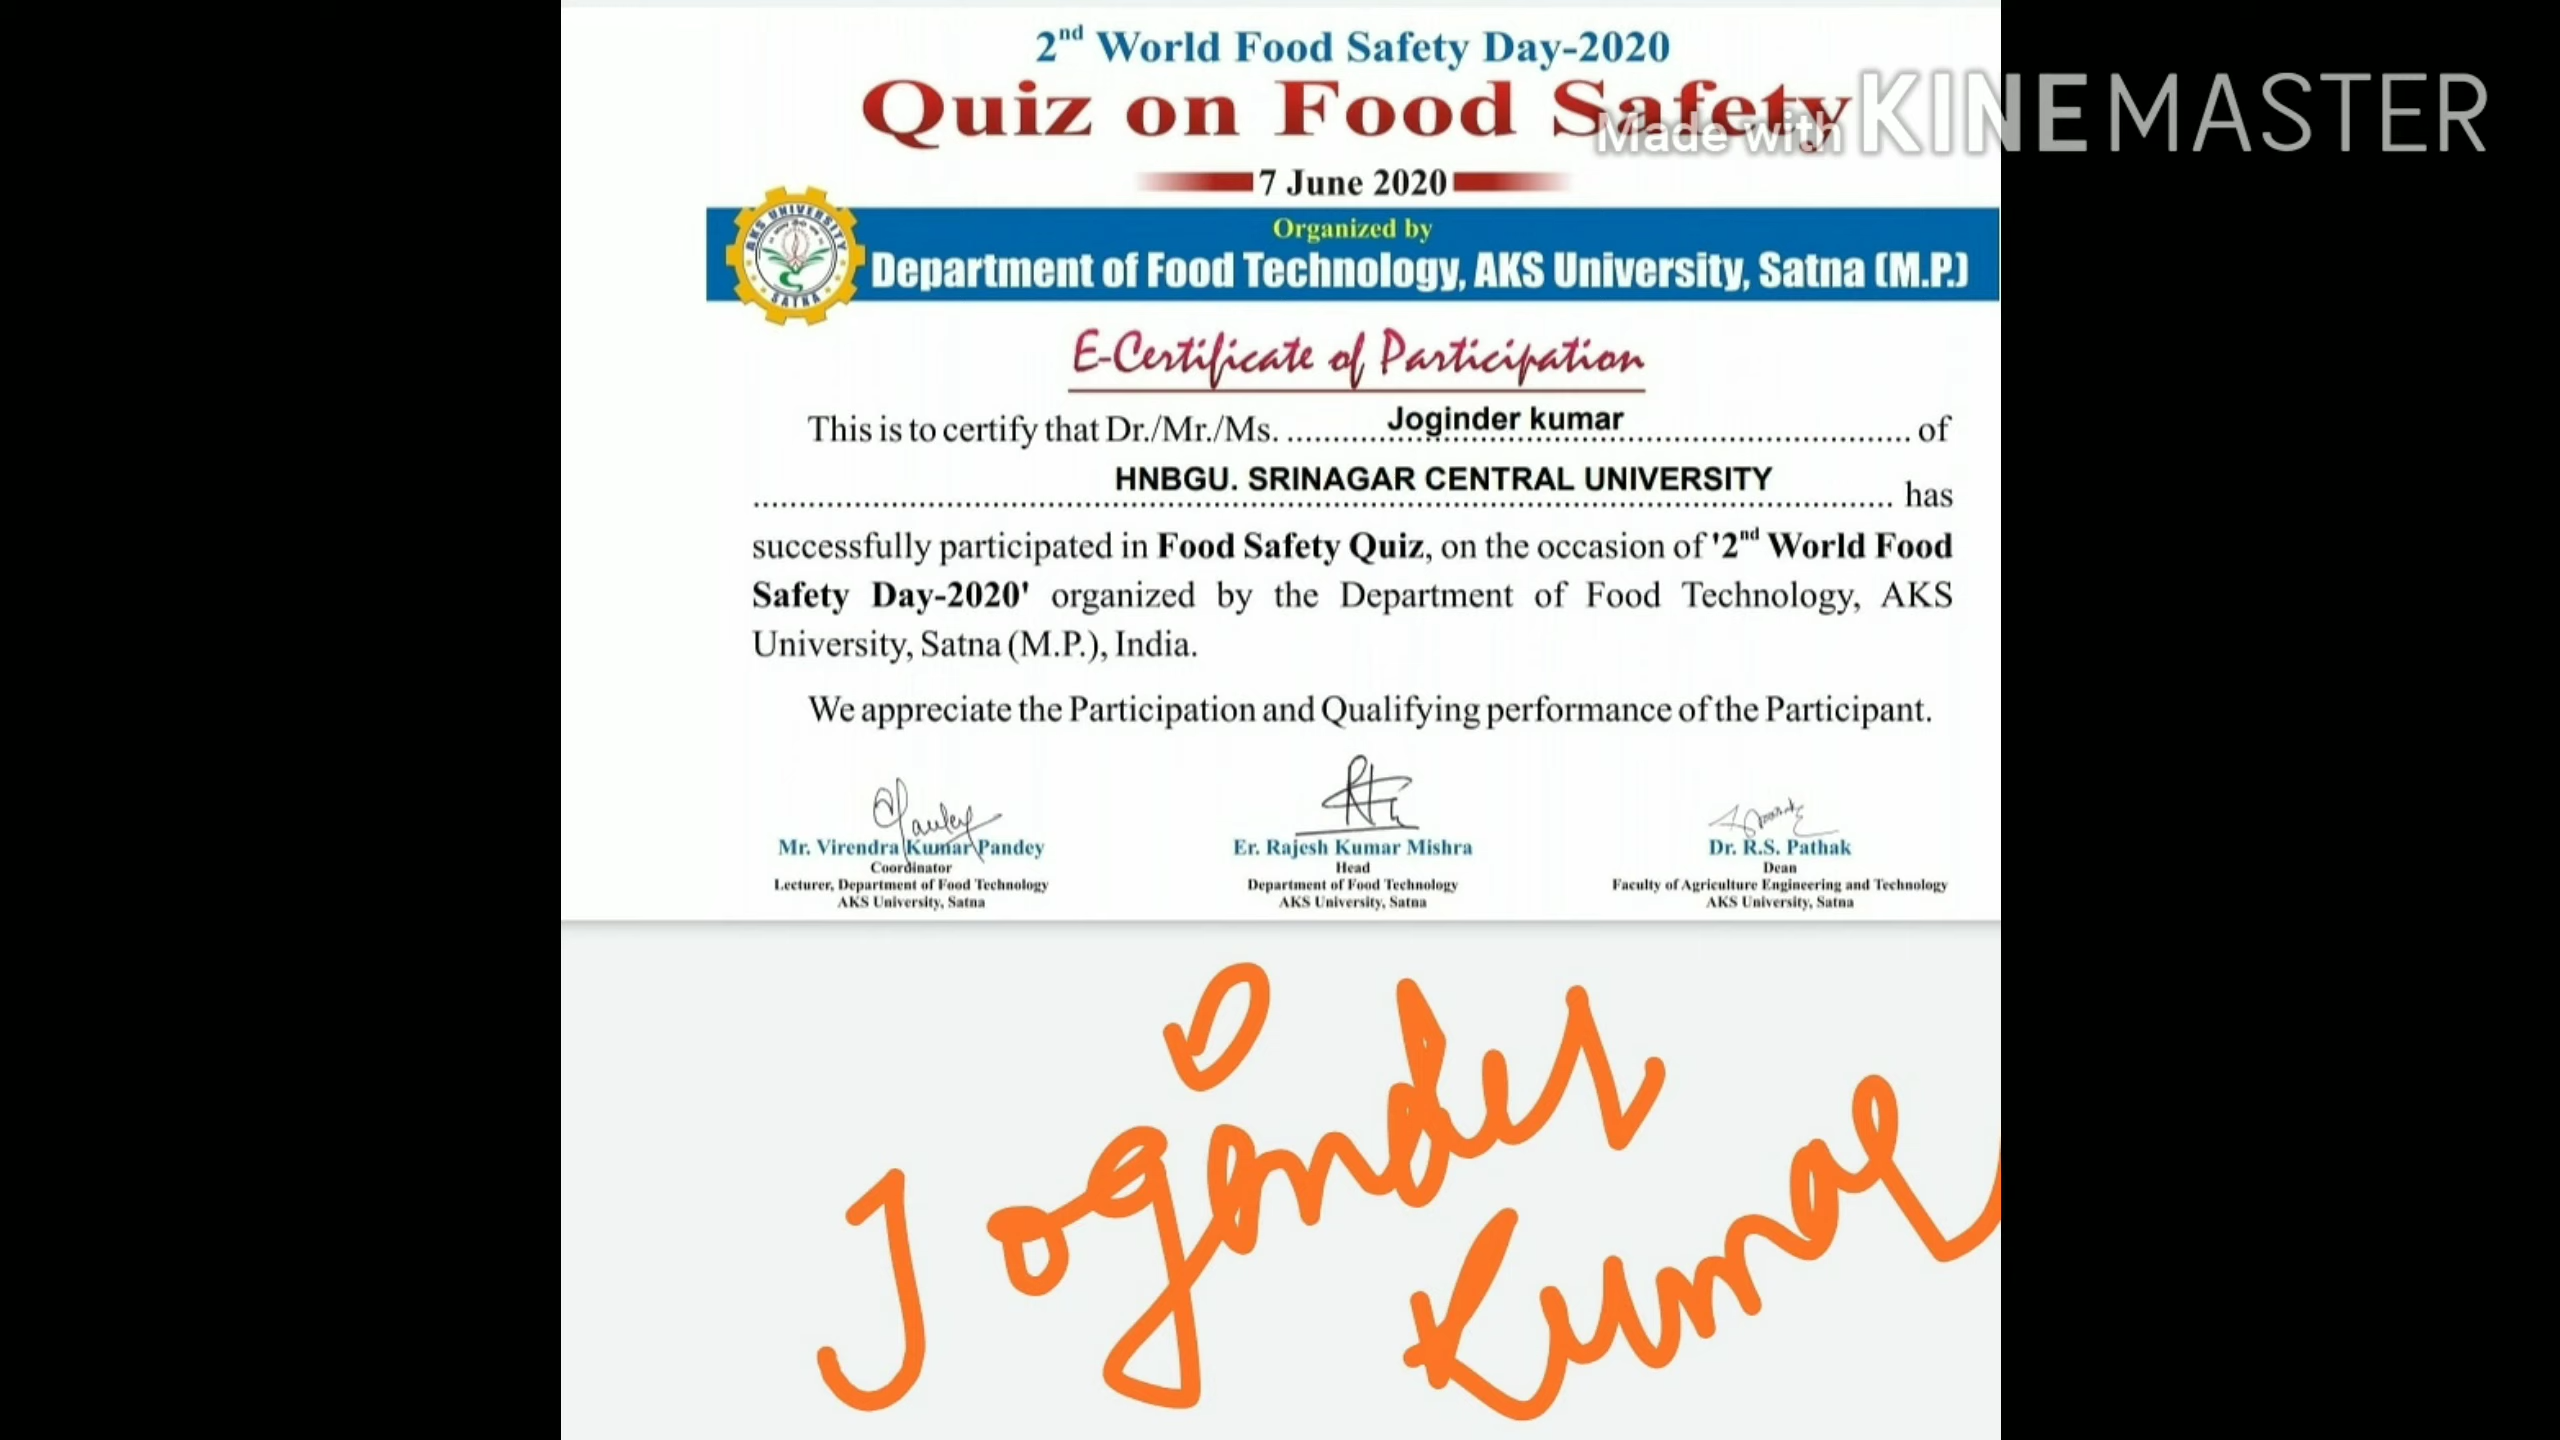 2nd World Food Safety Day-2020
Quiz on Food Safety
Made with KINEMASTER
7 June 2020
AKS UNIVERSITY
SATNA
Organized by
Department of Food Technology, AKS University, Satna (M.P.)
E-Certificate of Participation
This is to certify that Dr./Mr./Ms. Joginder kumar of
HNBGU. SRINAGAR CENTRAL UNIVERSITY has
successfully participated in Food Safety Quiz, on the occasion of '2nd World Food
Safety Day-2020' organized by the Department of Food Technology, AKS
University, Satna (M.P.), India.
We appreciate the Participation and Qualifying performance of the Participant.
Mr. Virendra Kumar Pandey
Coordinator
Lecturer, Department of Food Technology
AKS University, Satna
Er. Rajesh Kumar Mishra
Head
Department of Food Technology
AKS University, Satna
Dr. R.S. Pathak
Dean
Faculty of Agriculture Engineering and Technology
AKS University, Satna
Joginder
Kumar